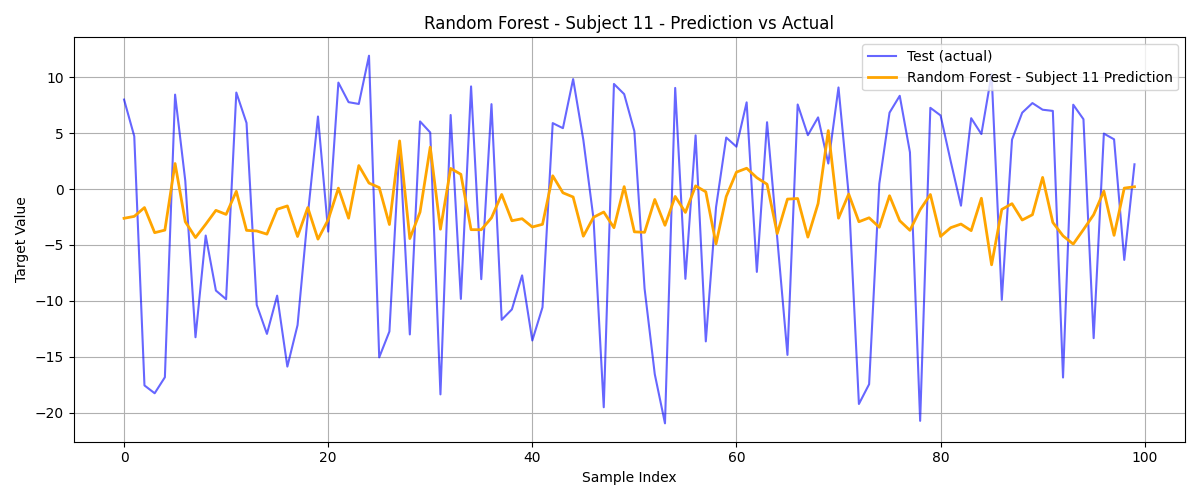 Random Forest - Subject 11 - Prediction vs Actual
Test (actual)
Random Forest - Subject 11 Prediction
Target Value
10
5
0
−5
−10
−15
−20
0
20
40
60
80
100
Sample Index